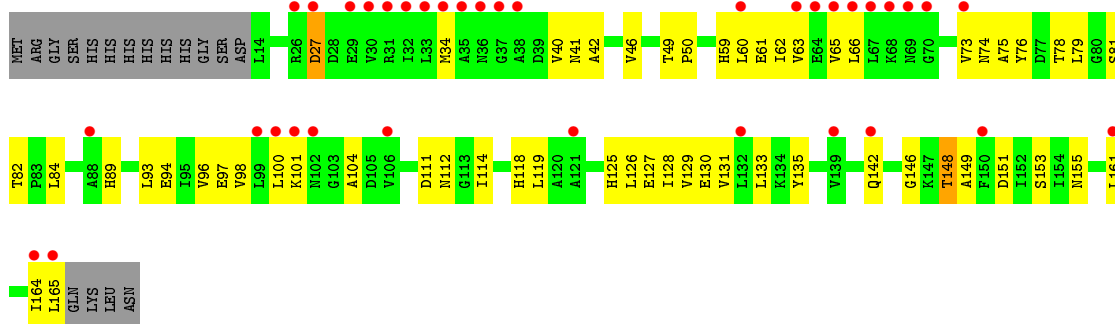 MET ARG GLY SER HIS HIS HIS HIS HIS HIS GLY SER ASP L14 R26 D27 D28 E29 V30 R31 I32 L33 M34 A35 N36 G37 A38 D39 V40 N41 A42 V46 T49 P50 H59 L60 E61 I62 V63 E64 V65 L66 L67 K68 N69 G70 V73 N74 A75 Y76 D77 T78 L79 G80 S81
T82 P83 L84 A88 H89 L93 E94 I95 V96 E97 V98 L99 L100 K101 N102 G103 A104 D105 V106 D111 N112 G113 I114 H118 L119 A120 A121 H125 L126 E127 I128 V129 E130 V131 L132 L133 K134 Y135 V139 Q142 G146 K147 T148 A149 F150 D151 I152 S153 I154 N155 L161
I164 L165 GLN LYS LEU ASN